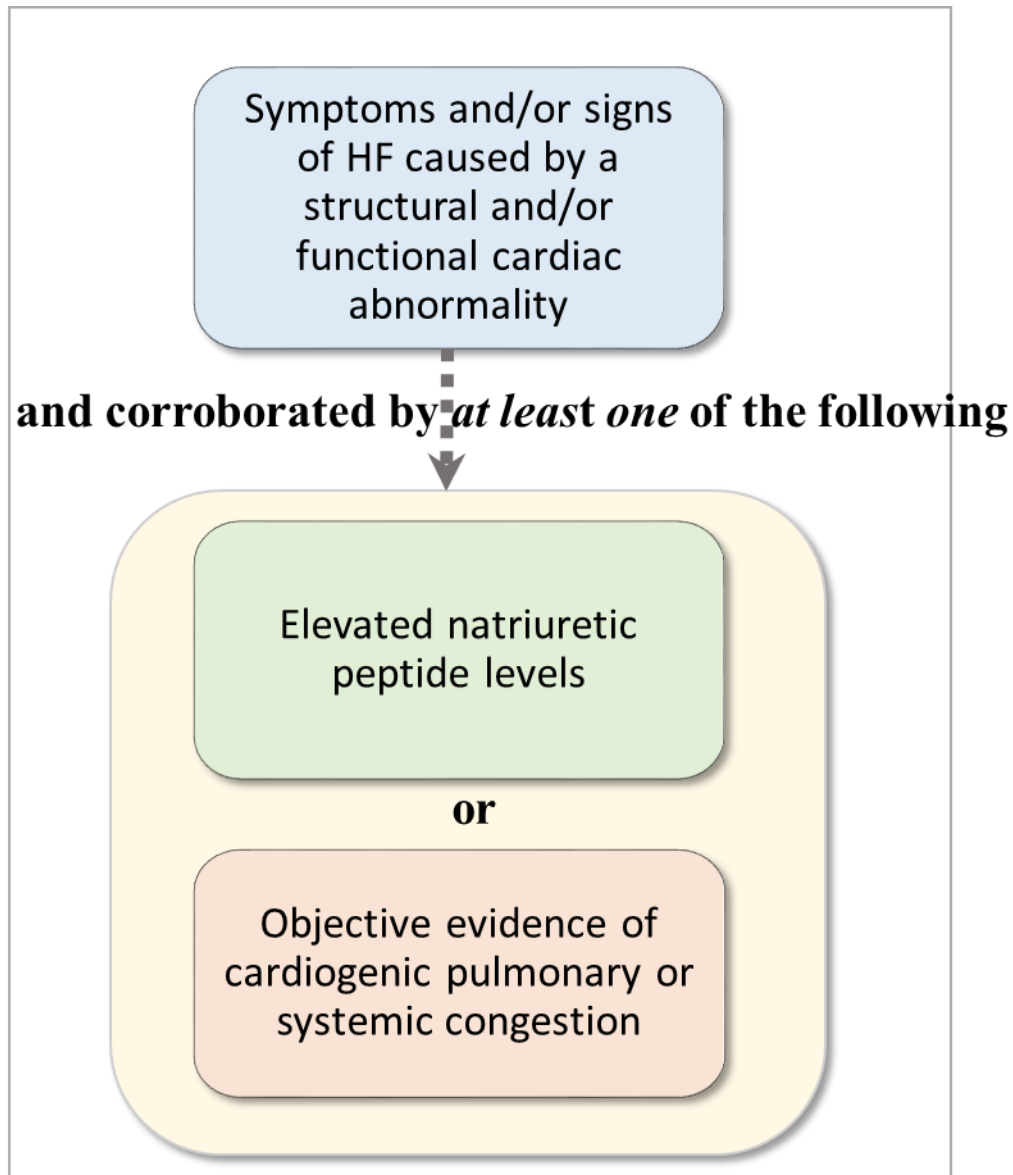 Symptoms and/or signs
of HF caused by a
structural and/or
functional cardiac
abnormality
and corroborated by at least one of the following
Elevated natriuretic
peptide levels
or
Objective evidence of
cardiogenic pulmonary or
systemic congestion